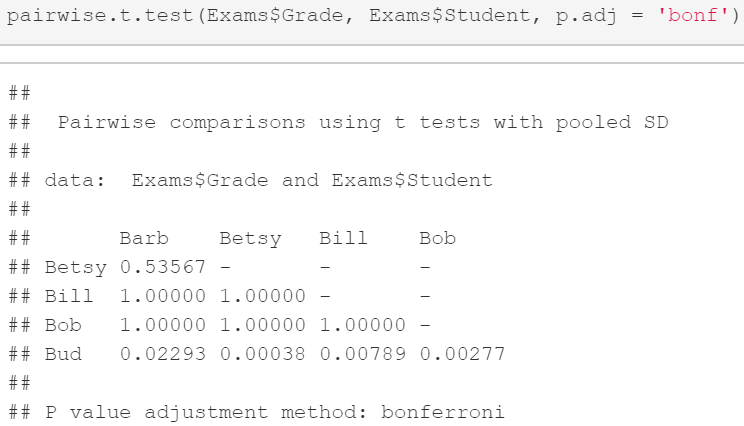 pairwise.t.test(Exams$Grade, Exams$Student, p.adj = 'bonf')
##
##  Pairwise comparisons using t tests with pooled SD
##
## data:  Exams$Grade and Exams$Student
##
##       Barb    Betsy   Bill    Bob
## Betsy 0.53567 -       -       -
## Bill  1.00000 1.00000 -       -
## Bob   1.00000 1.00000 1.00000 -
## Bud   0.02293 0.00038 0.00789 0.00277
##
## P value adjustment method: bonferroni